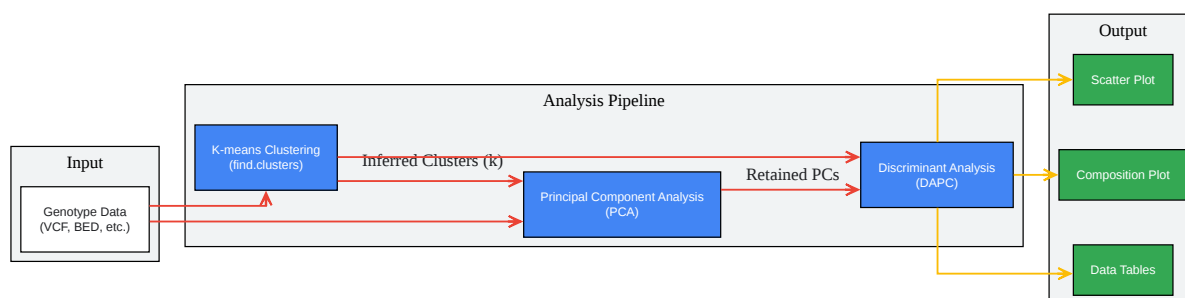 Input
Genotype Data
(VCF, BED, etc.)
Analysis Pipeline
K-means Clustering
(find.clusters)
Inferred Clusters (k)
Principal Component Analysis
(PCA)
Retained PCs
Discriminant Analysis
(DAPC)
Output
Scatter Plot
Composition Plot
Data Tables